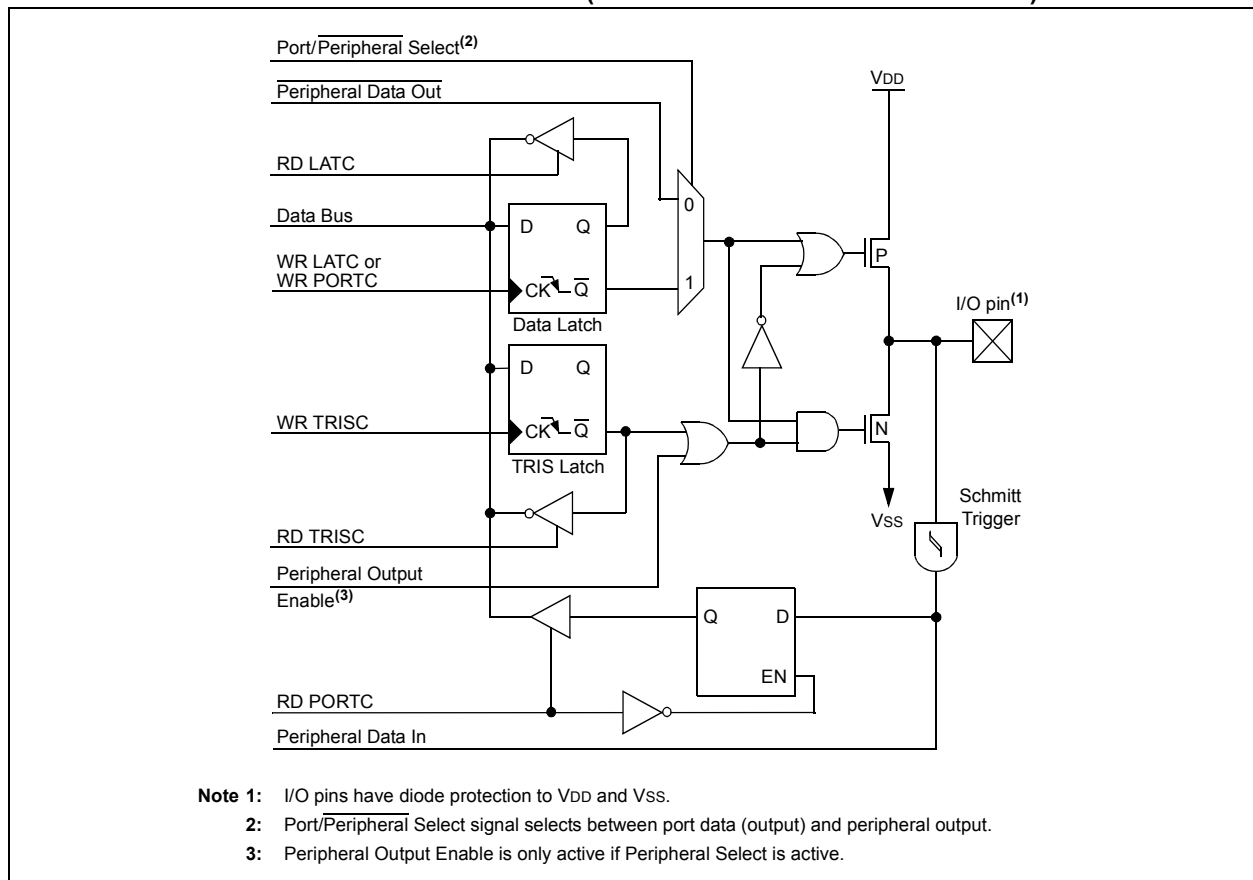 Port/Peripheral Select(2)
Peripheral Data Out
VDD
RD LATC
0
Data Bus
D Q
WR LATC or
WR PORTC
1
P
CK Q
I/O pin(1)
Data Latch
D Q
WR TRISC
CK Q
N
TRIS Latch
Schmitt
Trigger
VSS
RD TRISC
Peripheral Output
Enable(3)
Q D
EN
RD PORTC
Peripheral Data In
Note 1: I/O pins have diode protection to VDD and VSS.
2: Port/Peripheral Select signal selects between port data (output) and peripheral output.
3: Peripheral Output Enable is only active if Peripheral Select is active.